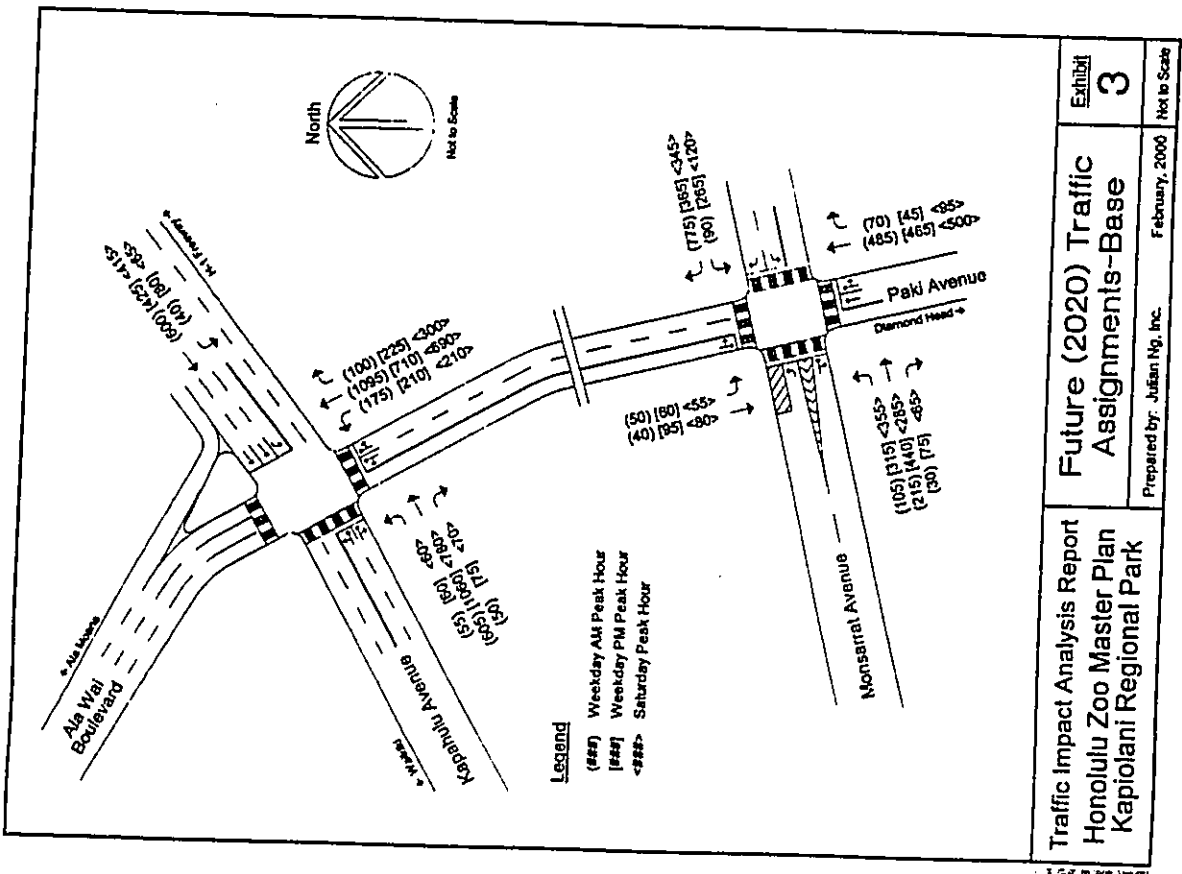 North
Not to Scale
H-1 Freeway→
(600) [425] <415>
(40) [80] <65>
← Ala Moana
Ala Wai
Boulevard
(100) [225] <300>
(1095) [710] <690>
(175) [210] <210>
(55) [60] <60>
(605) [1060] <780>
(50) [75] <70>
← Waikiki
Kapahulu Avenue
(775) [365] <345>
(90) [265] <120>
(70) [45] <95>
(485) [465] <500>
Paki Avenue
Diamond Head →
(50) [60] <55>
(40) [95] <80>
(105) [315] <355>
(215) [440] <285>
(30) [75] <65>
Monsarrat Avenue
Legend
(###) Weekday AM Peak Hour
[###] Weekday PM Peak Hour
<###> Saturday Peak Hour
Traffic Impact Analysis Report
Honolulu Zoo Master Plan
Kapiolani Regional Park
Future (2020) Traffic
Assignments-Base
Exhibit
3
Prepared by: Julian Ng, Inc.
February, 2000
Not to Scale